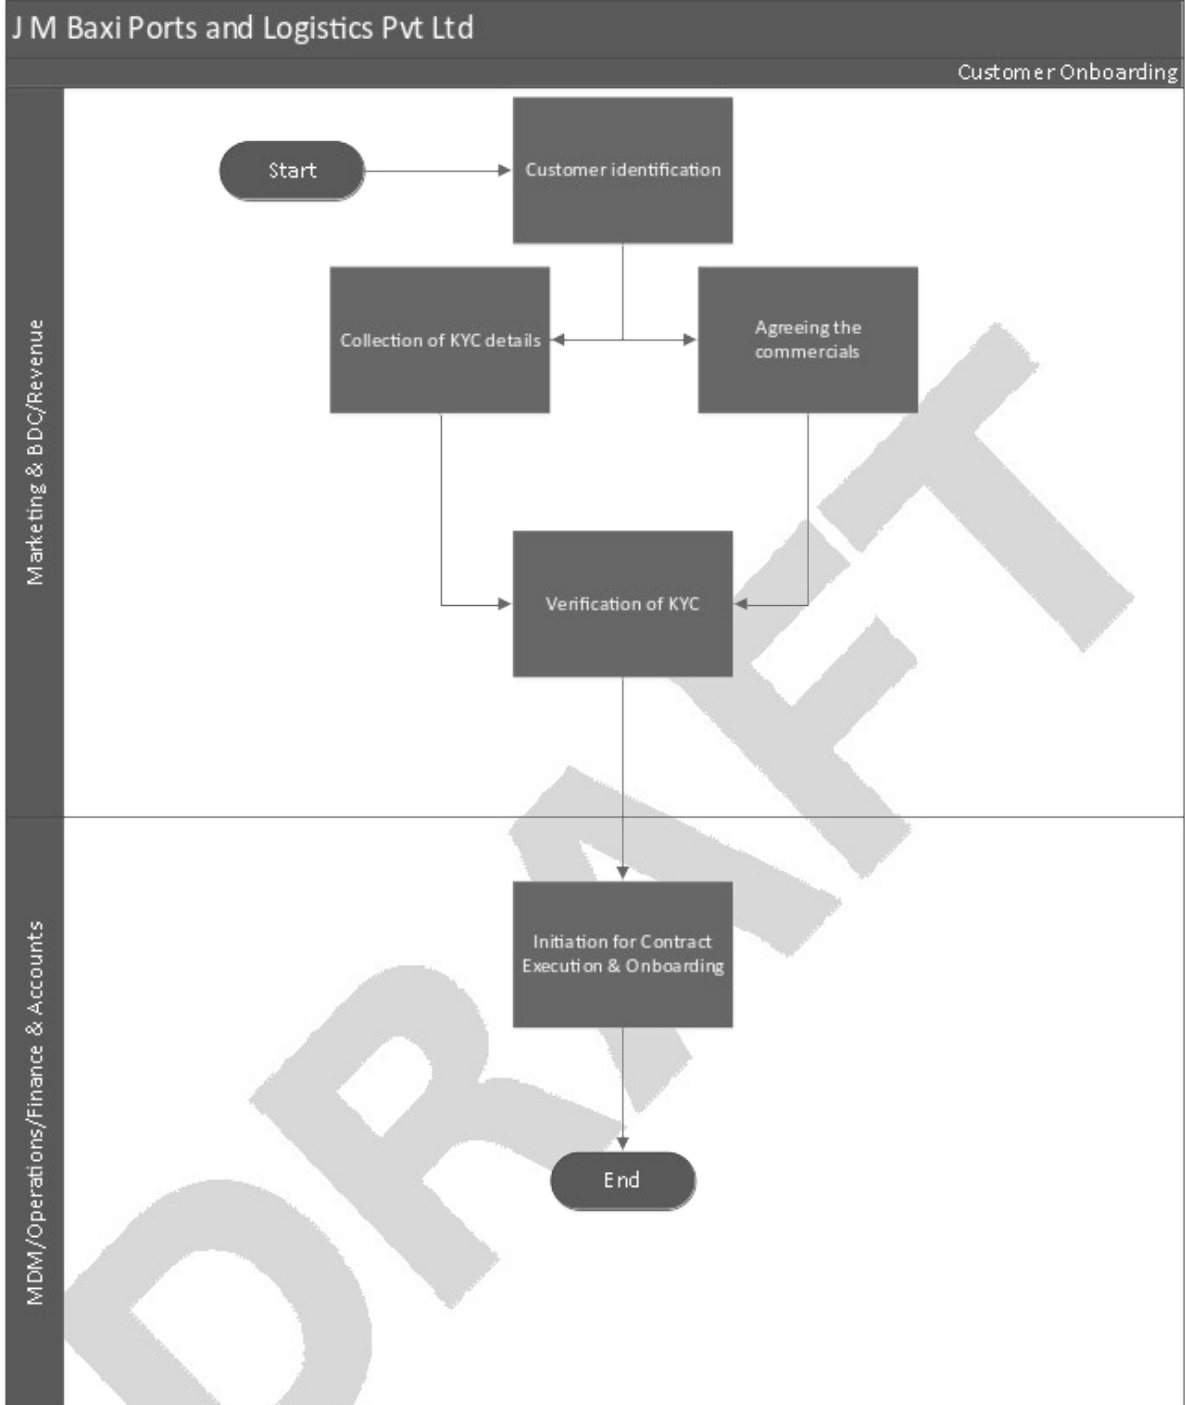 J M Baxi Ports and Logistics Pvt Ltd
Customer Onboarding
Marketing & BDC/Revenue
Start
Customer identification
Collection of KYC details
Agreeing the
commercials
Verification of KYC
MDM/Operations/Finance & Accounts
Initiation for Contract
Execution & Onboarding
End
DRAFT